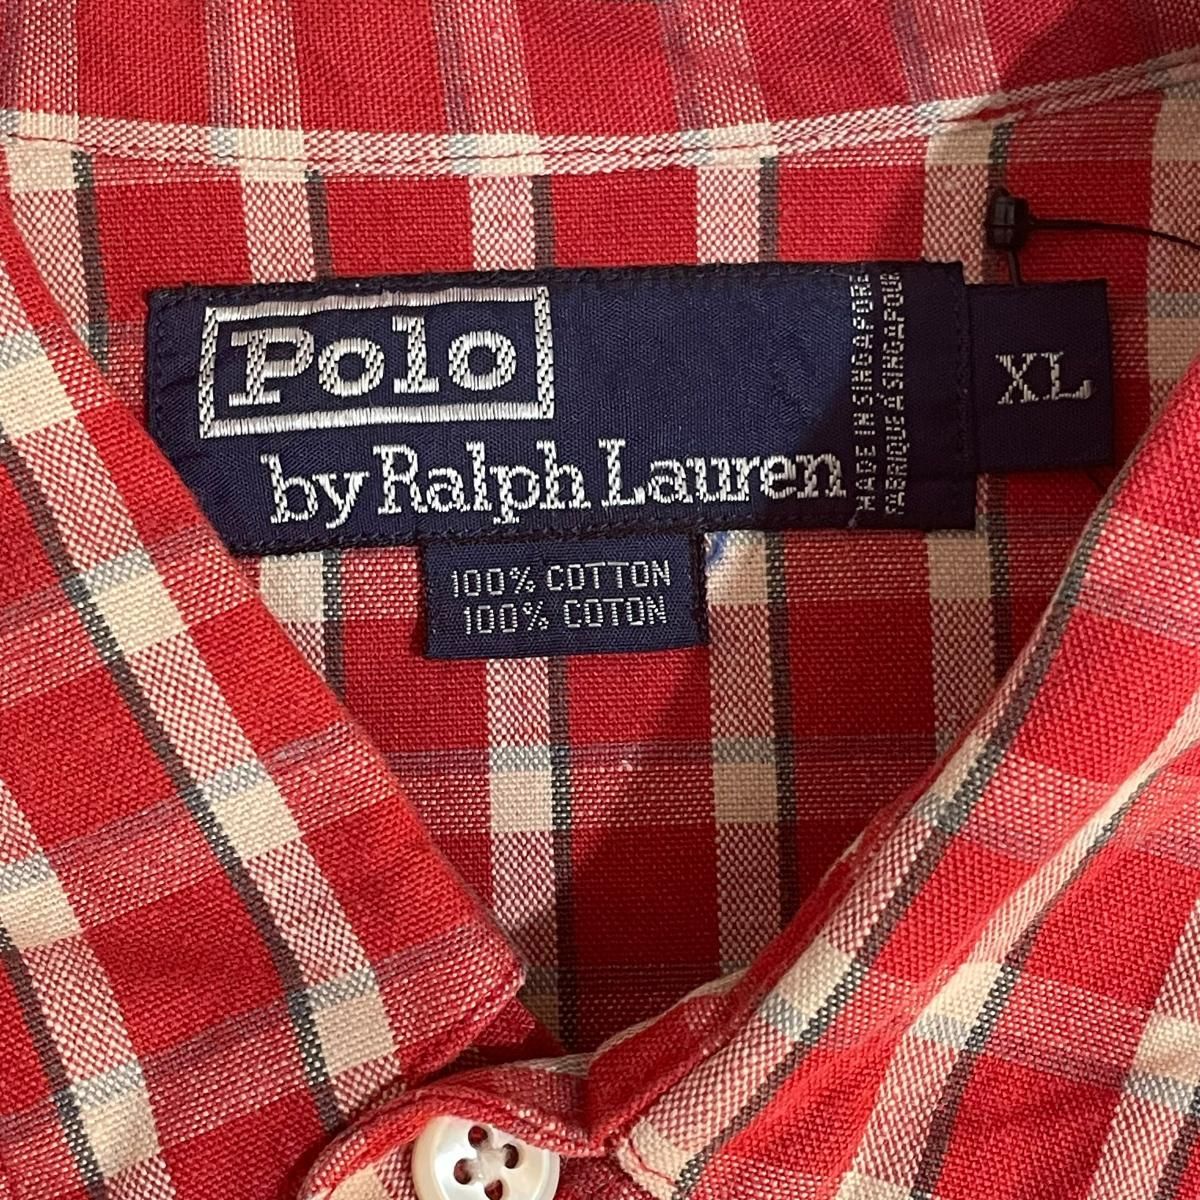 Polo
by Ralph Lauren
MADE IN SINGAPORE
FABRIQUE A SINGAPOUR
XL
100% COTTON
100% COTON